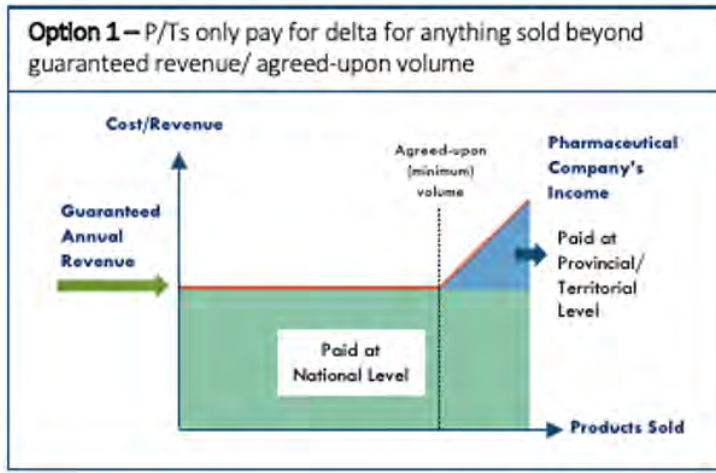 Option 1 – P/Ts only pay for delta for anything sold beyond
guaranteed revenue/ agreed-upon volume
Cost/Revenue
Agreed-upon
(minimum)
volume
Pharmaceutical
Company's
Income
Guaranteed
Annual
Revenue
Paid at
Provincial/
Territorial
Level
Paid at
National Level
Products Sold